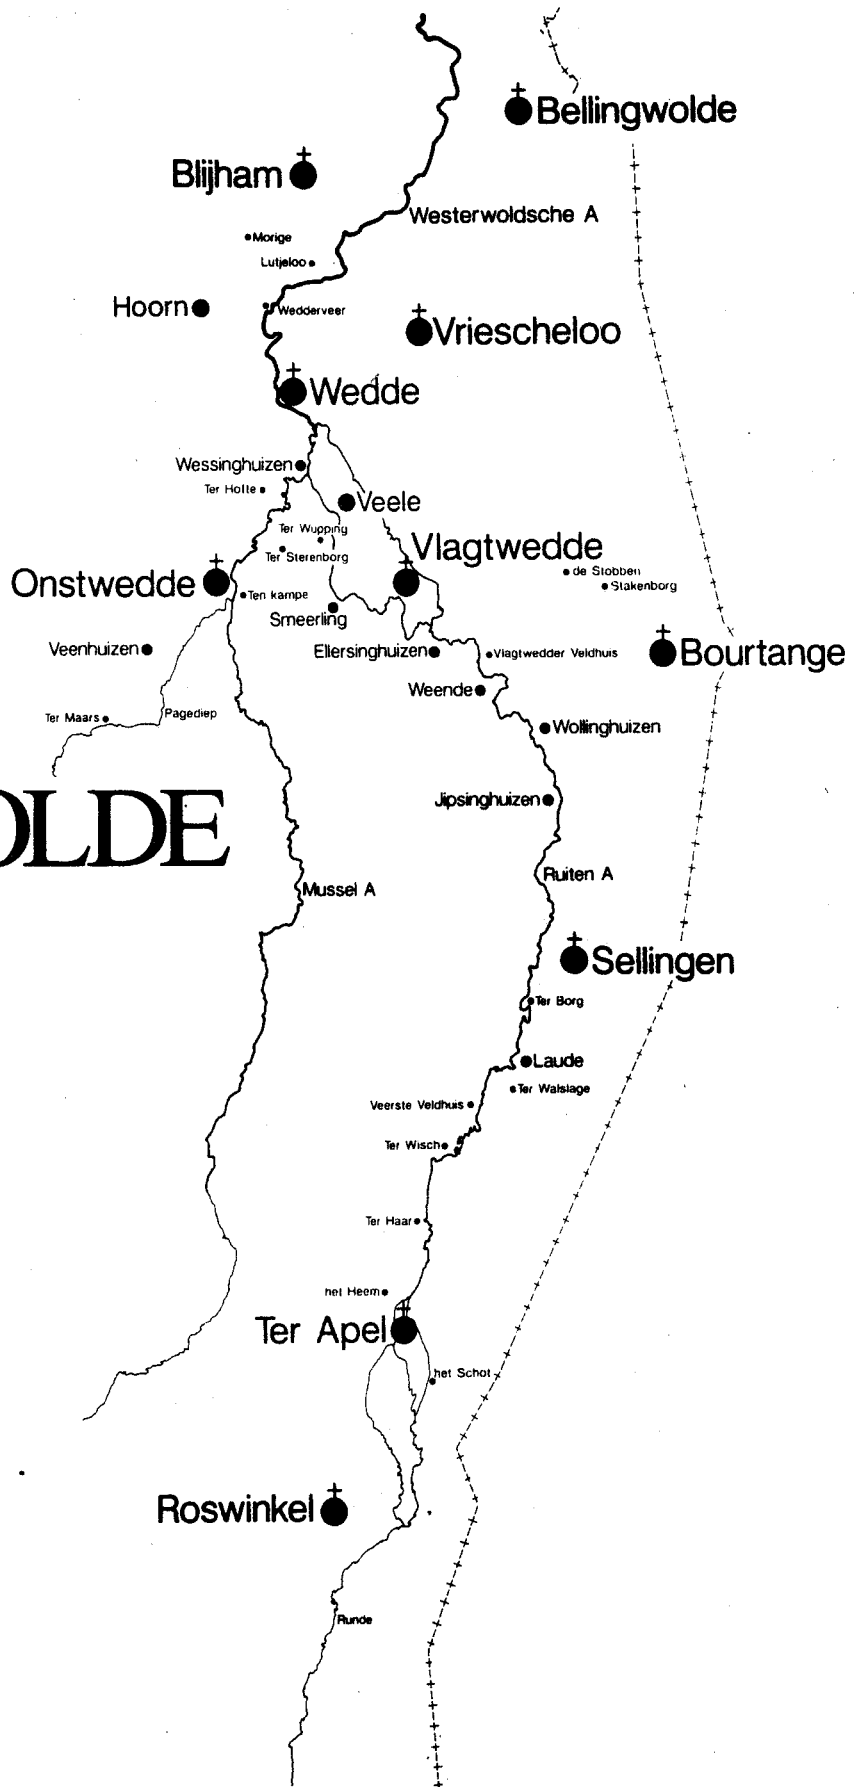 Bellingwolde
Blijham
Westerwoldsche A
Morige
Lutjeloo
Hoorn
Wedderveer
Vriescheloo
Wedde
Wessinghuizen
Ter Holte
Veele
Ter Wupping
Vlagtwedde
Ter Sterenborg
de Stobben
Onstwedde
Stakenborg
Ten kampe
Smeerling
Veenhuizen
Ellersinghuizen
Vlagtwedder Veldhuis
Bourtange
Weende
Ter Maars
Pagediep
Wollinghuizen
Jipsinghuizen
OLDE
Ruiten A
Mussel A
Sellingen
Ter Borg
Laude
Ter Walslage
Veerste Veldhuis
Ter Wisch
Ter Haar
het Heem
Ter Apel
het Schot
Roswinkel
Runde